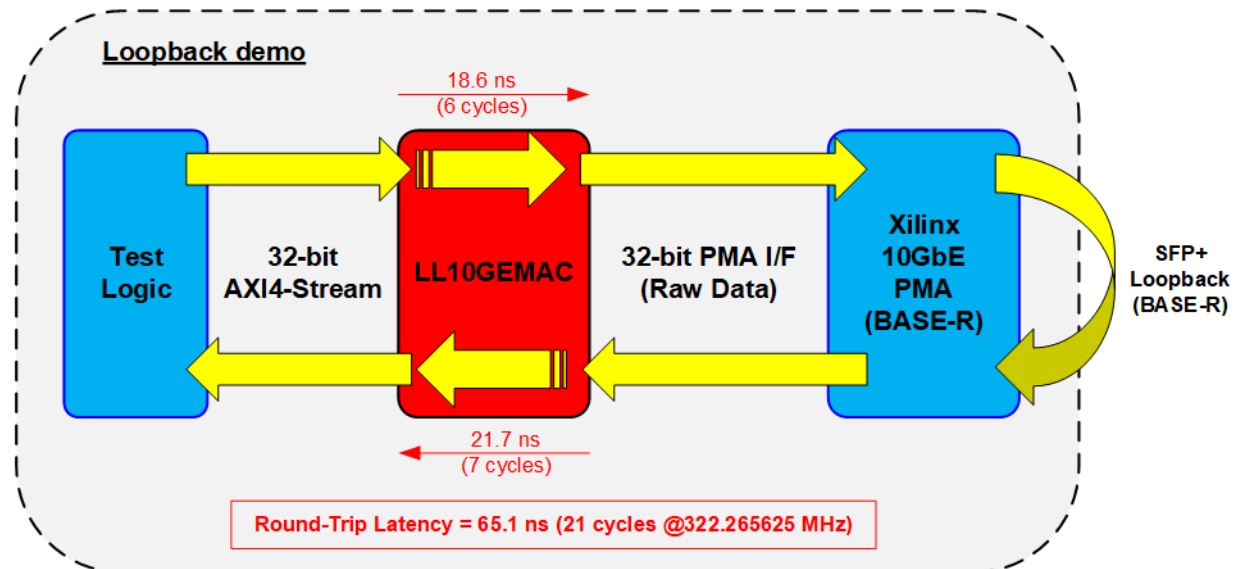 Loopback demo
18.6 ns
(6 cycles)
Test
Logic
32-bit
AXI4-Stream
LL10GEMAC
32-bit PMA I/F
(Raw Data)
Xilinx
10GbE
PMA
(BASE-R)
SFP+
Loopback
(BASE-R)
21.7 ns
(7 cycles)
Round-Trip Latency = 65.1 ns (21 cycles @322.265625 MHz)